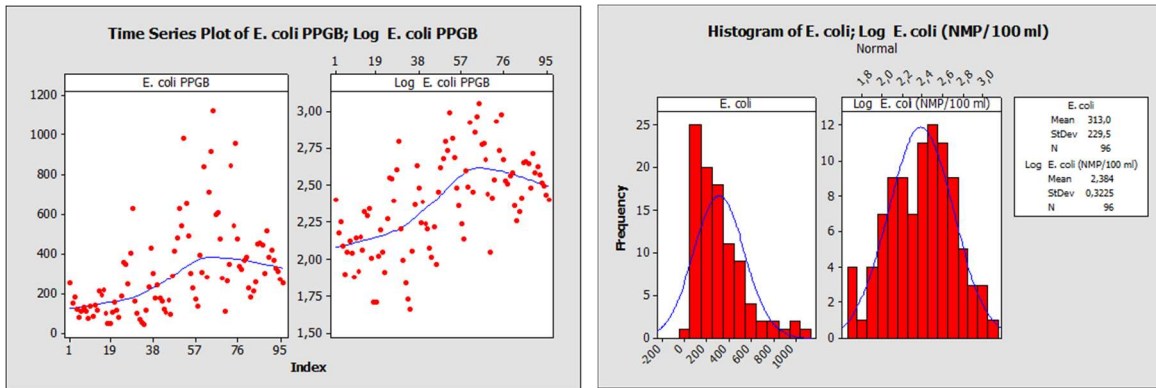 Time Series Plot of E. coli PPGB; Log E. coli PPGB
1 19 38 57 76 95
E. coli PPGB
Log E. coli PPGB
1200
1000
800
600
400
200
0
3,00
2,75
2,50
2,25
2,00
1,75
1,50
1 19 38 57 76 95
Index
Histogram of E. coli; Log E. coli (NMP/100 ml)
Normal
1,8 2,0 2,2 2,4 2,6 2,8 3,0
E. coli
Log E. coli (NMP/100 ml)
25
20
15
10
5
0
12
10
8
6
4
2
0
Frequency
-200 0 200 400 600 800 1000
E. coli
Mean 313,0
StDev 229,5
N 96
Log E. coli (NMP/100 ml)
Mean 2,384
StDev 0,3225
N 96